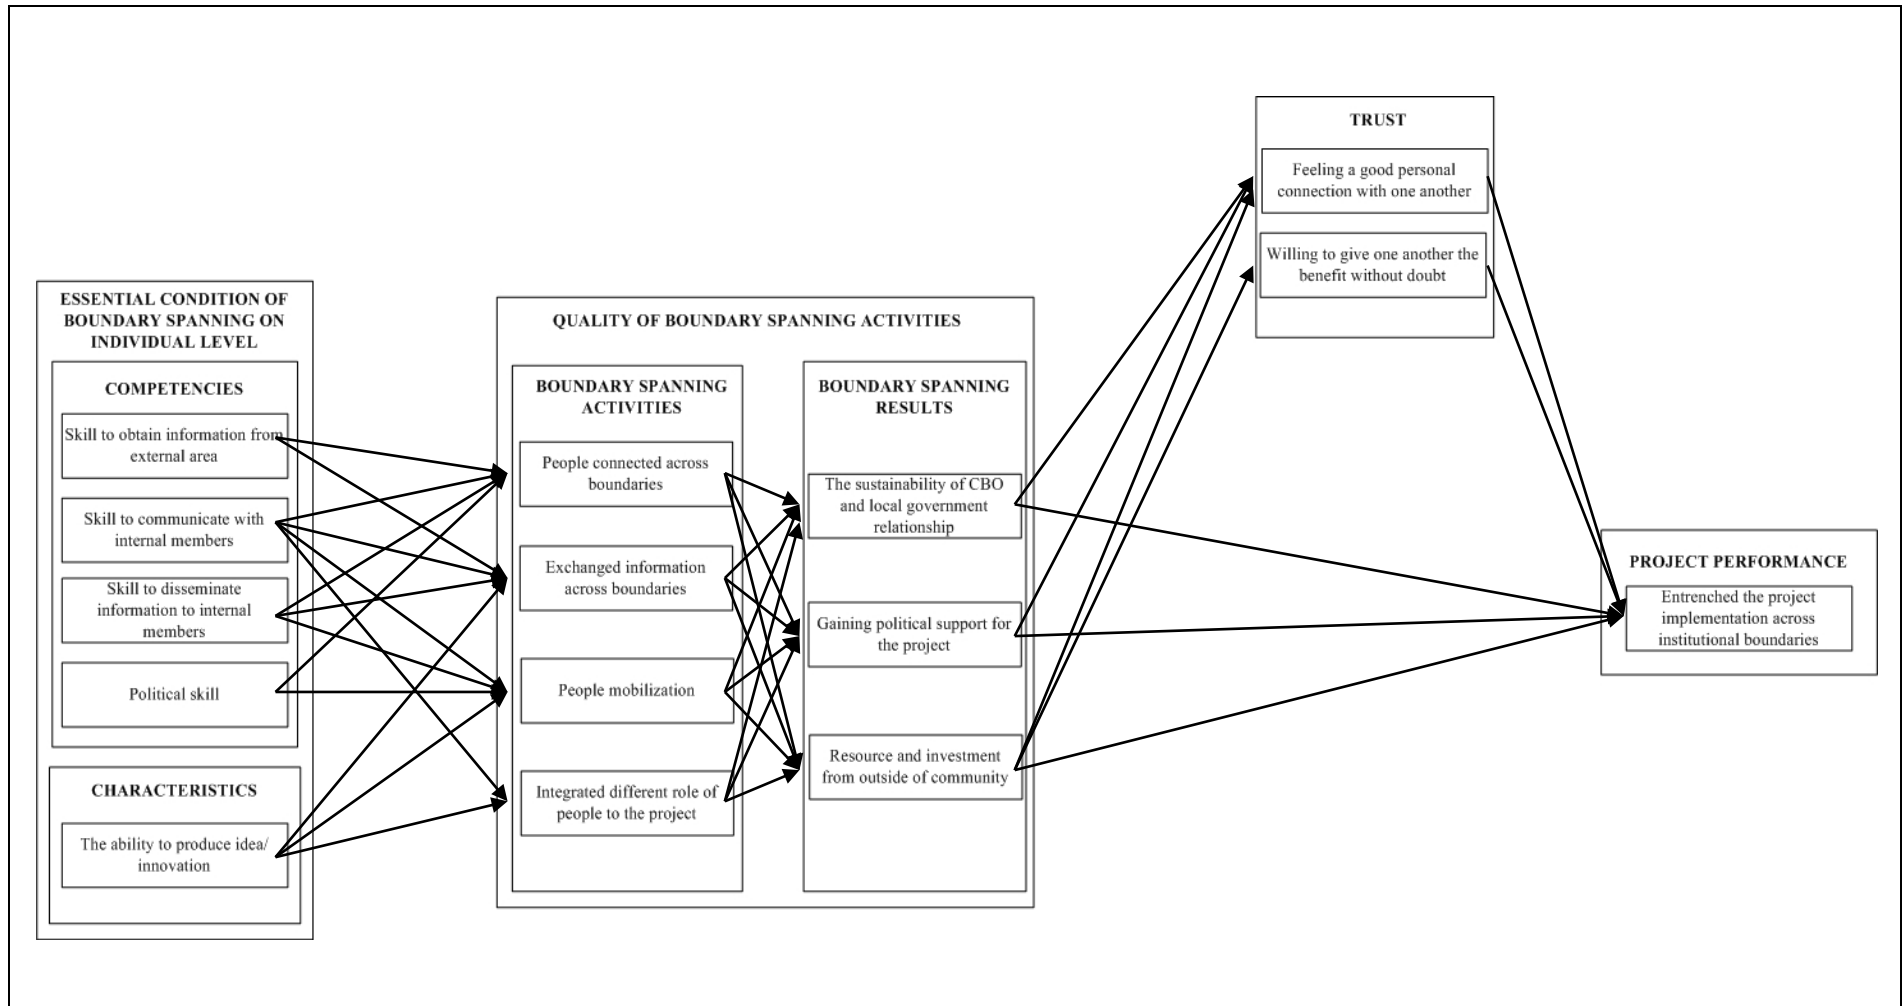 ESSENTIAL CONDITION OF
BOUNDARY SPANNING ON
INDIVIDUAL LEVEL
COMPETENCIES
Skill to obtain information from
external area
Skill to communicate with
internal members
Skill to disseminate
information to internal
members
Political skill
CHARACTERISTICS
The ability to produce idea/
innovation
QUALITY OF BOUNDARY SPANNING ACTIVITIES
BOUNDARY SPANNING
ACTIVITIES
People connected across
boundaries
Exchanged information
across boundaries
People mobilization
Integrated different role of
people to the project
BOUNDARY SPANNING
RESULTS
The sustainability of CBO
and local government
relationship
Gaining political support for
the project
Resource and investment
from outside of community
TRUST
Feeling a good personal
connection with one another
Willing to give one another the
benefit without doubt
PROJECT PERFORMANCE
Entrenched the project
implementation across
institutional boundaries